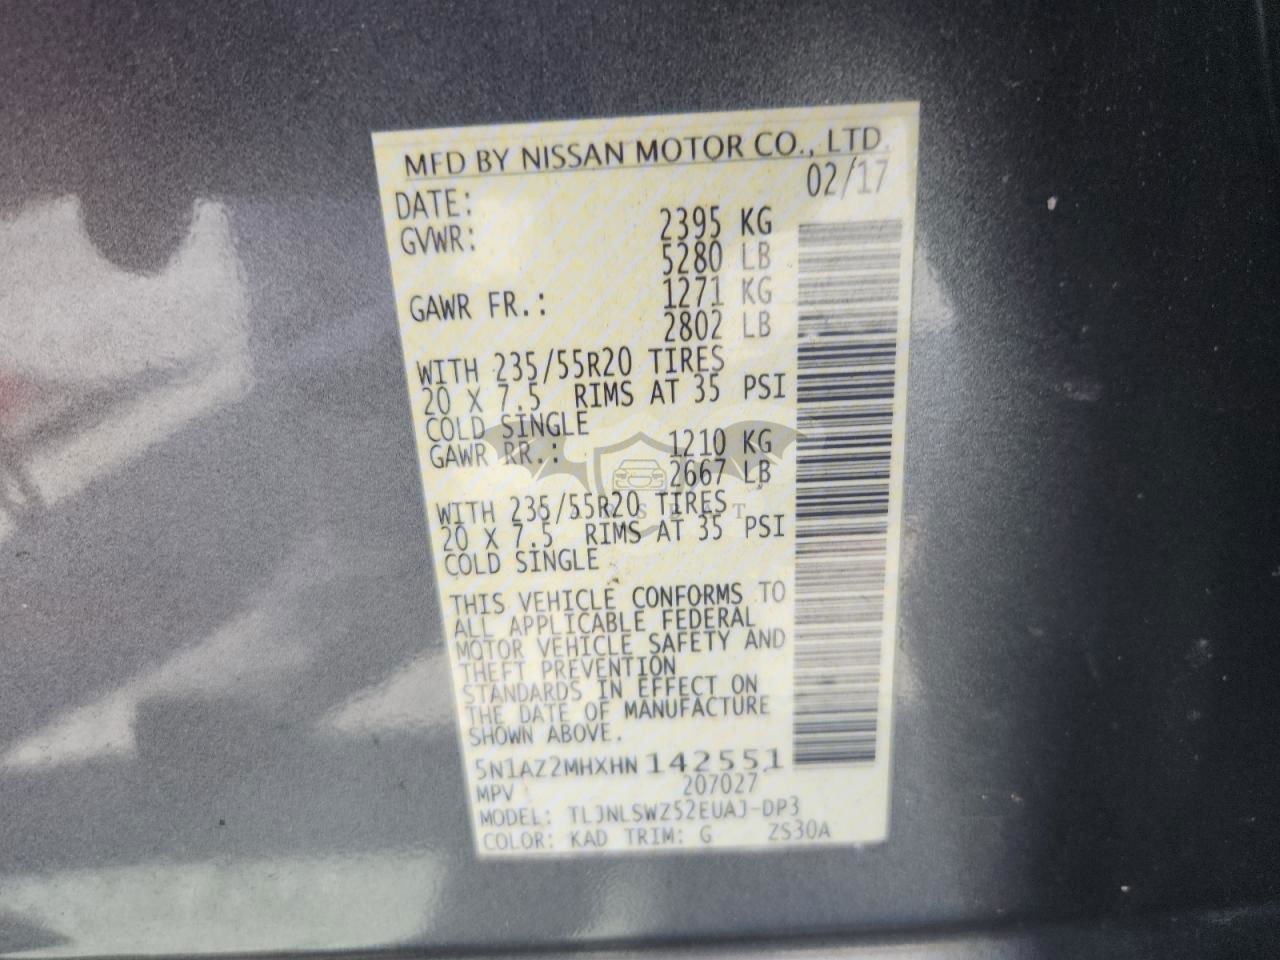 MFD BY NISSAN MOTOR CO., LTD.
DATE: 02/17
GVWR: 2395 KG
5280 LB
GAWR FR.: 1271 KG
2802 LB
WITH 235/55R20 TIRES
20 X 7.5 RIMS AT 35 PSI
COLD SINGLE
GAWR RR.: 1210 KG
2667 LB
WITH 235/55R20 TIRES
20 X 7.5 RIMS AT 35 PSI
COLD SINGLE
THIS VEHICLE CONFORMS TO
ALL APPLICABLE FEDERAL
MOTOR VEHICLE SAFETY AND
THEFT PREVENTION
STANDARDS IN EFFECT ON
THE DATE OF MANUFACTURE
SHOWN ABOVE.
5N1AZ2MHXHN142551
MPV 207027
MODEL: TLJNLSWZ52EUAJ-DP3
COLOR: KAD TRIM: G ZS30A